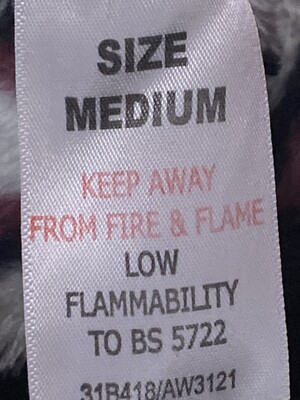 SIZE
MEDIUM
KEEP AWAY
FROM FIRE & FLAME
LOW
FLAMMABILITY
TO BS 5722
31B418/AW3121